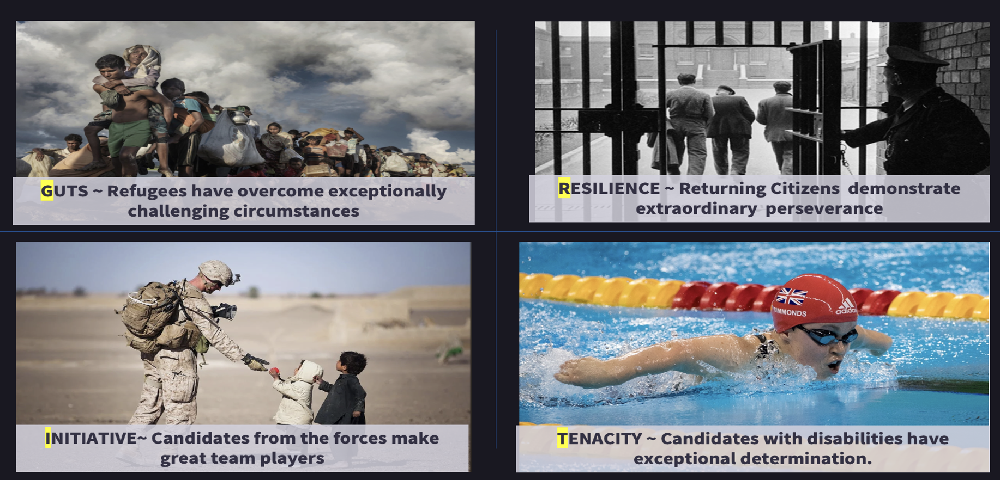 GUTS ~ Refugees have overcome exceptionally
challenging circumstances
RESILIENCE ~ Returning Citizens  demonstrate
extraordinary  perseverance
adidas
SIMMONDS
INITIATIVE~ Candidates from the forces make
great team players
TENACITY ~ Candidates with disabilities have
exceptional determination.